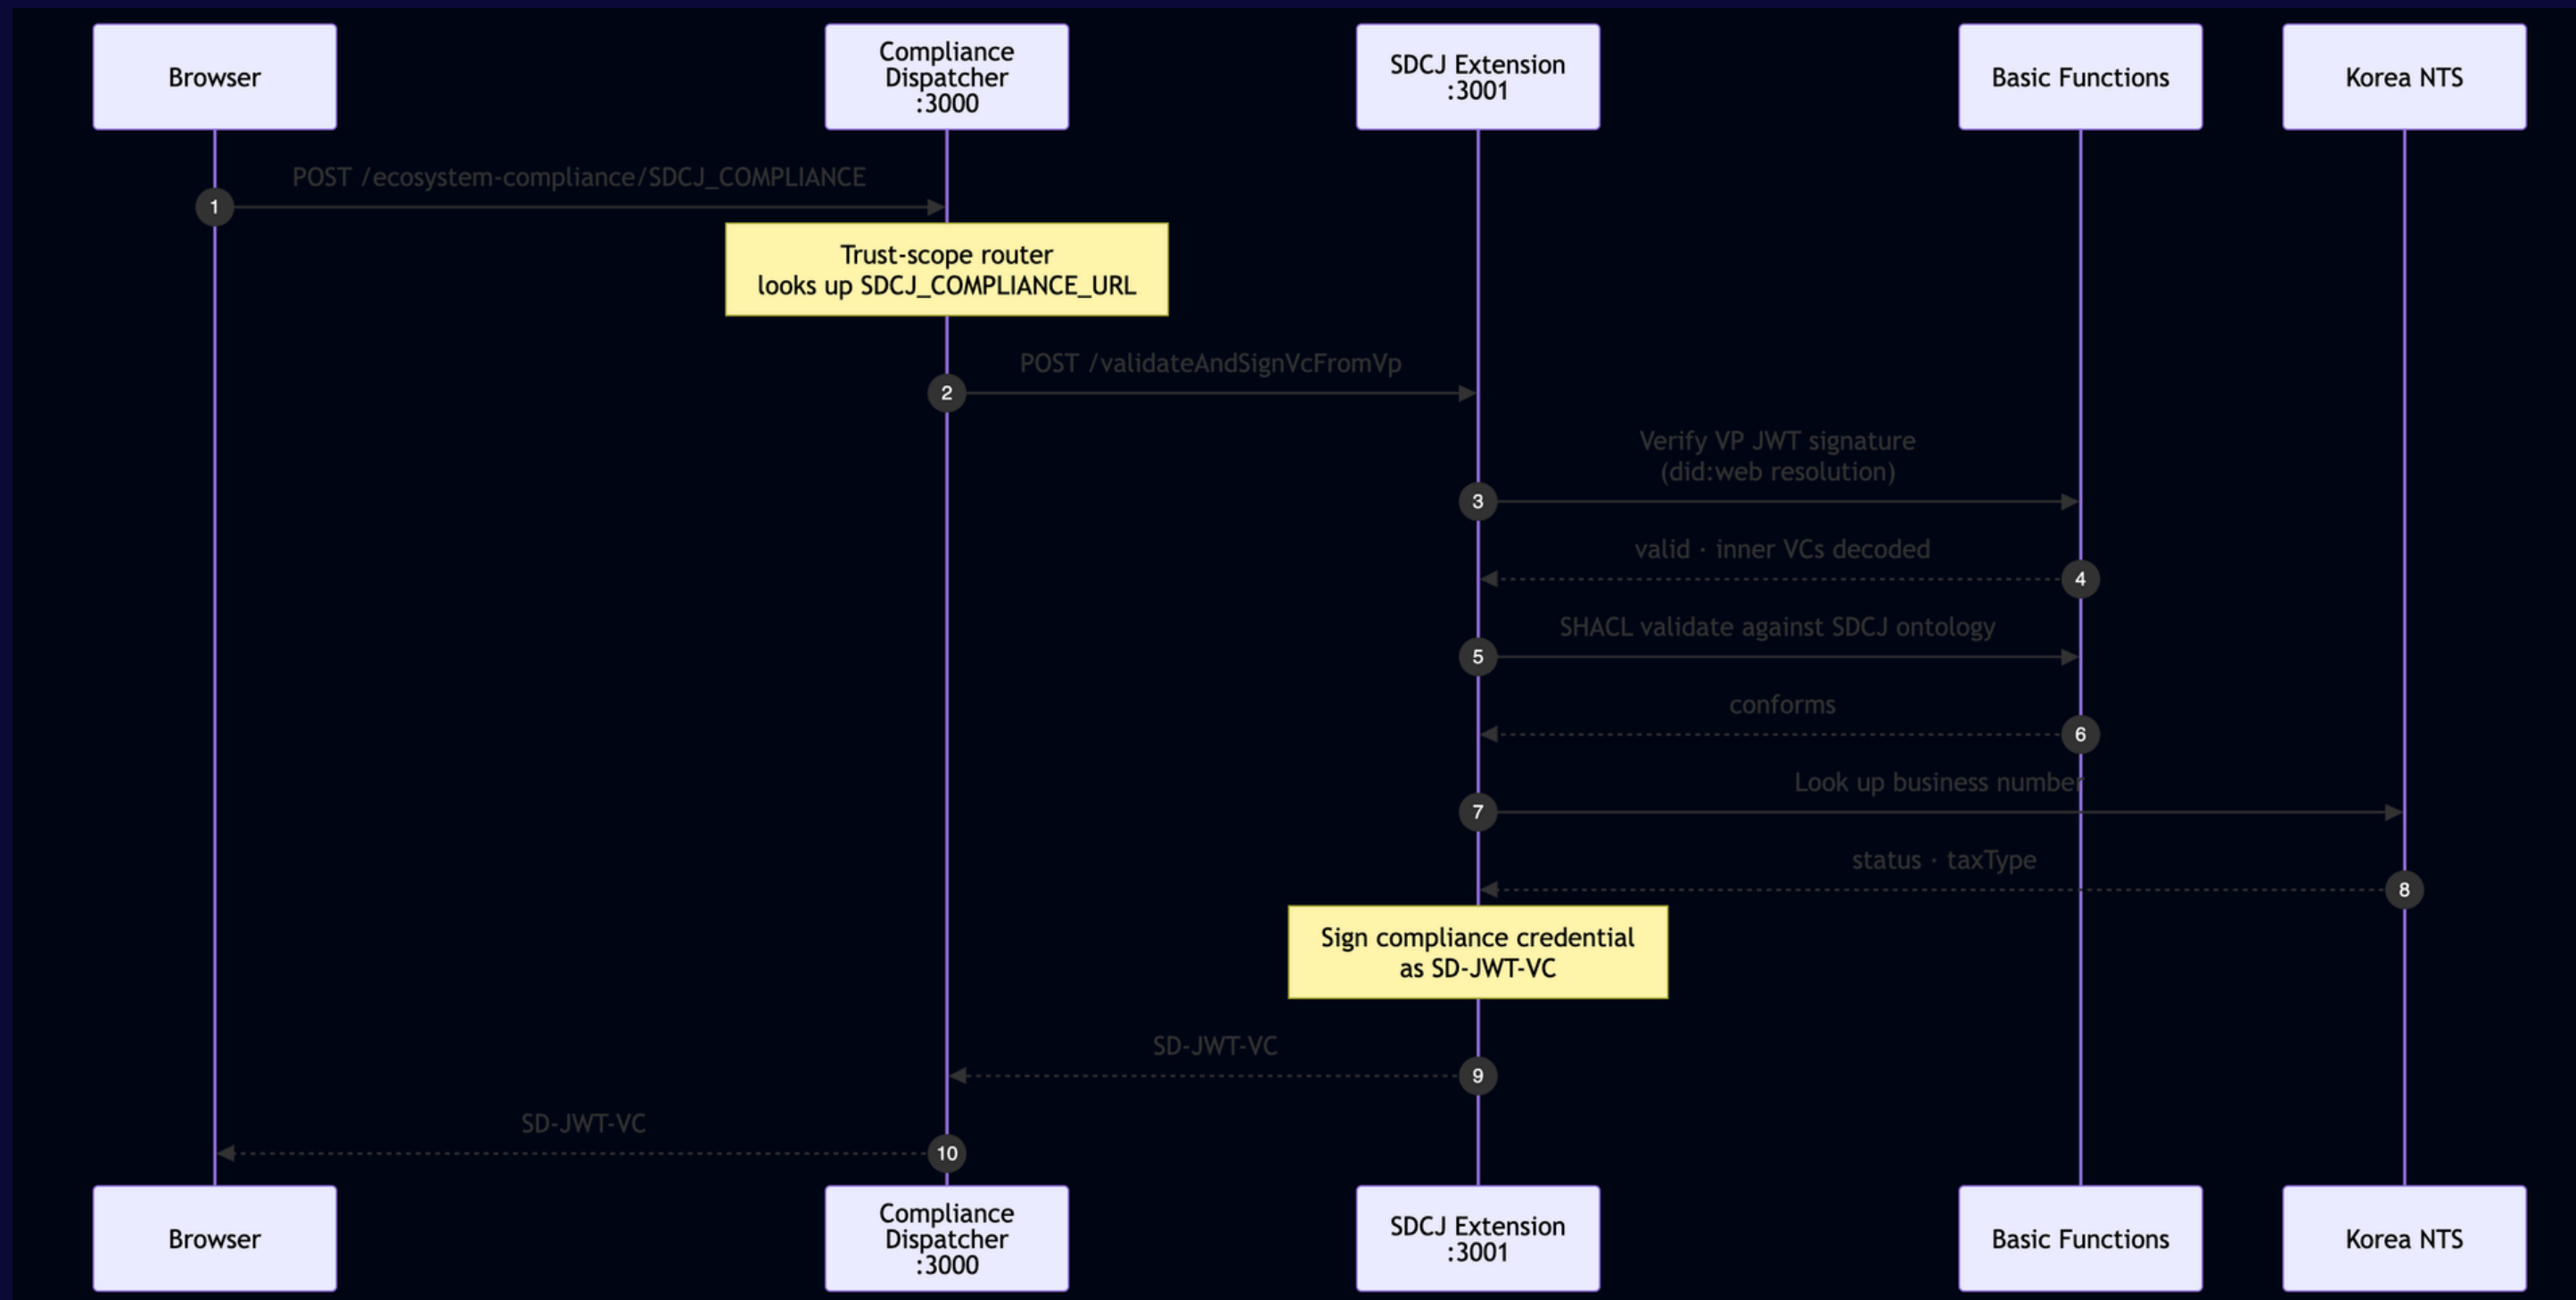 Browser
Compliance
Dispatcher
:3000
SDCJ Extension
:3001
Basic Functions
Korea NTS
POST /ecosystem-compliance/SDCJ_COMPLIANCE
1
Trust-scope router
looks up SDCJ_COMPLIANCE_URL
POST /validateAndSignVcFromVp
2
Verify VP JWT signature
(did:web resolution)
3
valid · inner VCs decoded
4
SHACL validate against SDCJ ontology
5
conforms
6
Look up business number
7
status · taxType
8
Sign compliance credential
as SD-JWT-VC
SD-JWT-VC
9
SD-JWT-VC
10
Browser
Compliance
Dispatcher
:3000
SDCJ Extension
:3001
Basic Functions
Korea NTS